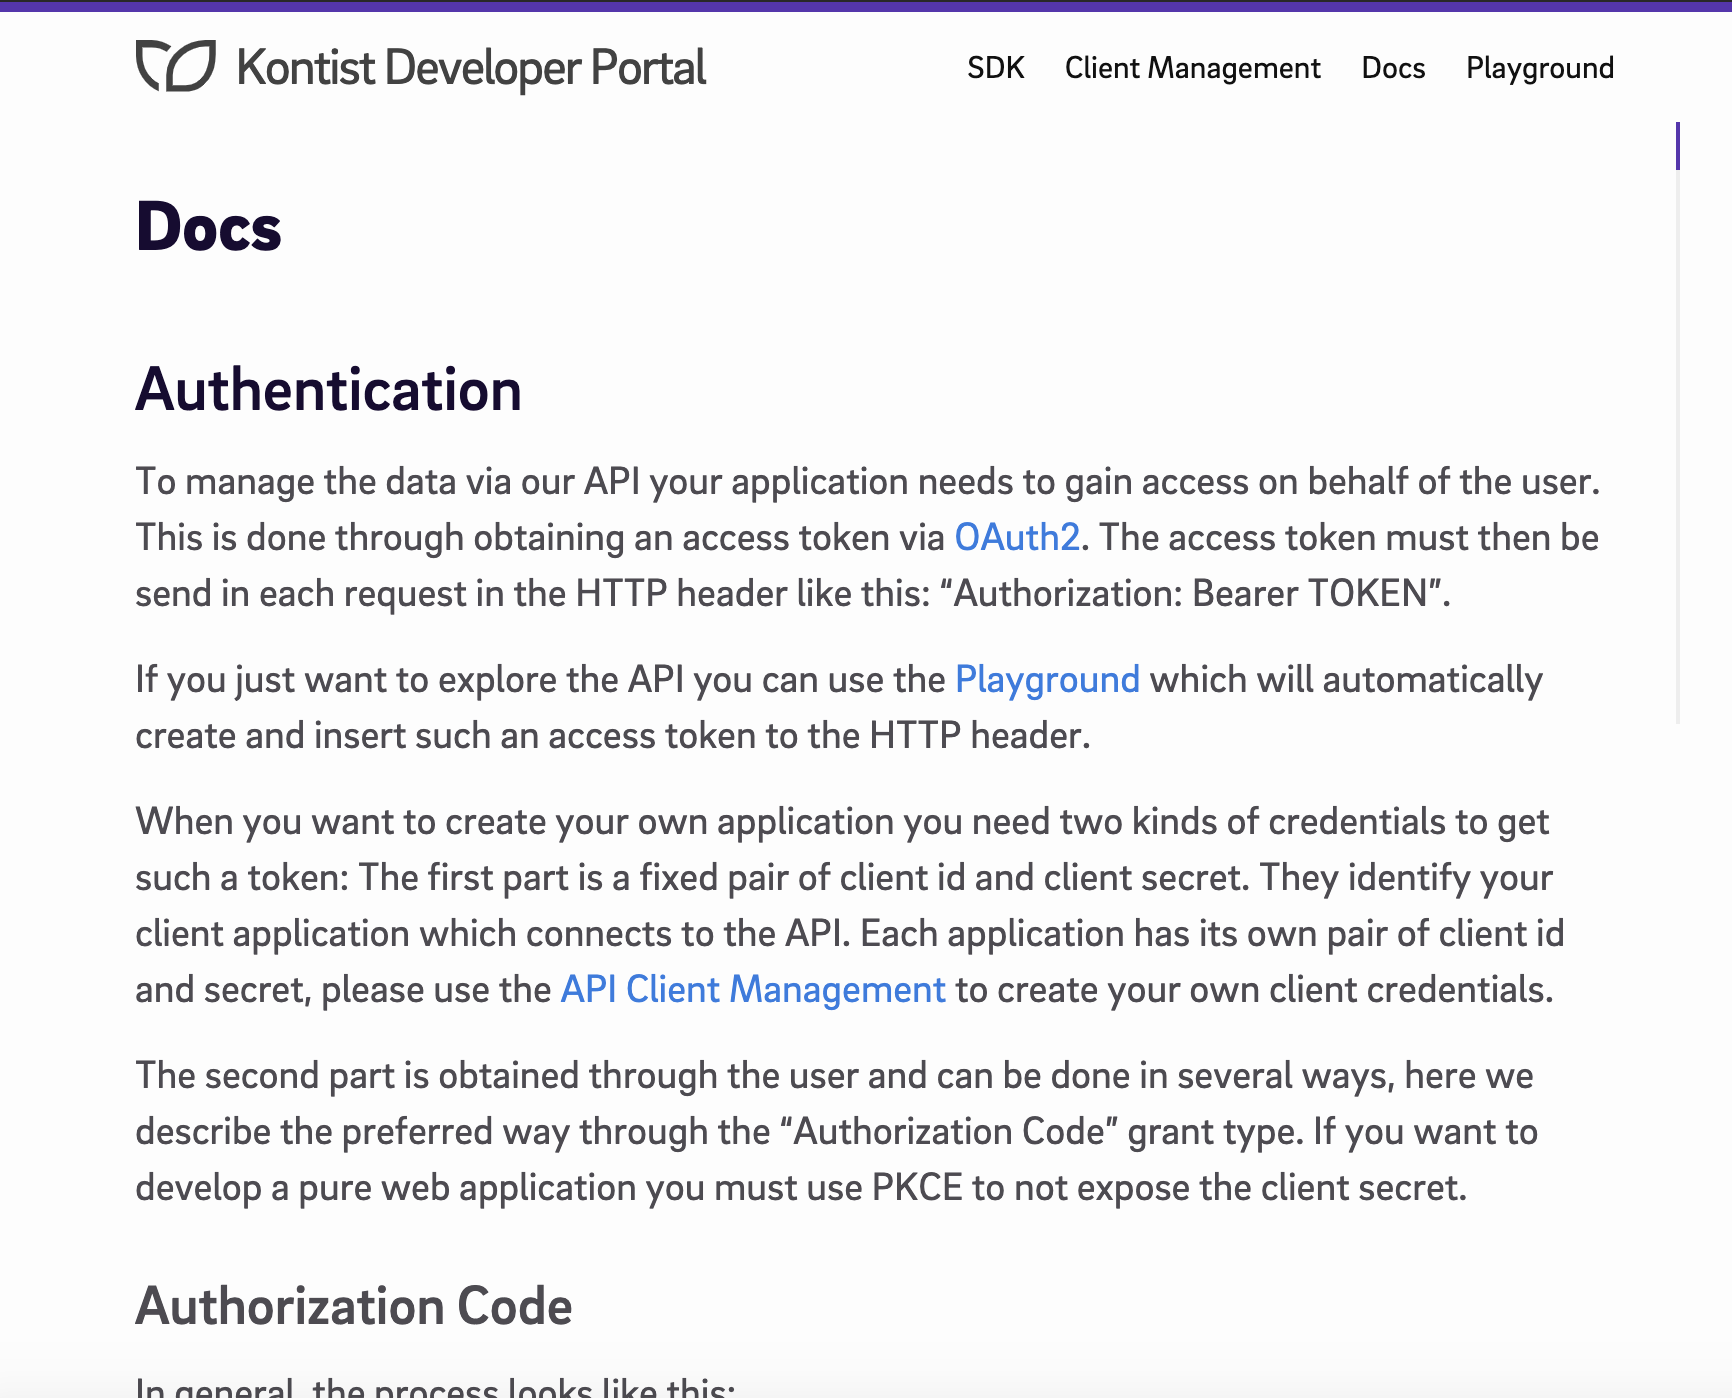 Kontist Developer Portal
SDK Client Management Docs Playground
Docs
Authentication
To manage the data via our API your application needs to gain access on behalf of the user.
This is done through obtaining an access token via OAuth2. The access token must then be
send in each request in the HTTP header like this: “Authorization: Bearer TOKEN”.
If you just want to explore the API you can use the Playground which will automatically
create and insert such an access token to the HTTP header.
When you want to create your own application you need two kinds of credentials to get
such a token: The first part is a fixed pair of client id and client secret. They identify your
client application which connects to the API. Each application has its own pair of client id
and secret, please use the API Client Management to create your own client credentials.
The second part is obtained through the user and can be done in several ways, here we
describe the preferred way through the “Authorization Code” grant type. If you want to
develop a pure web application you must use PKCE to not expose the client secret.
Authorization Code
In general, the process looks like this: